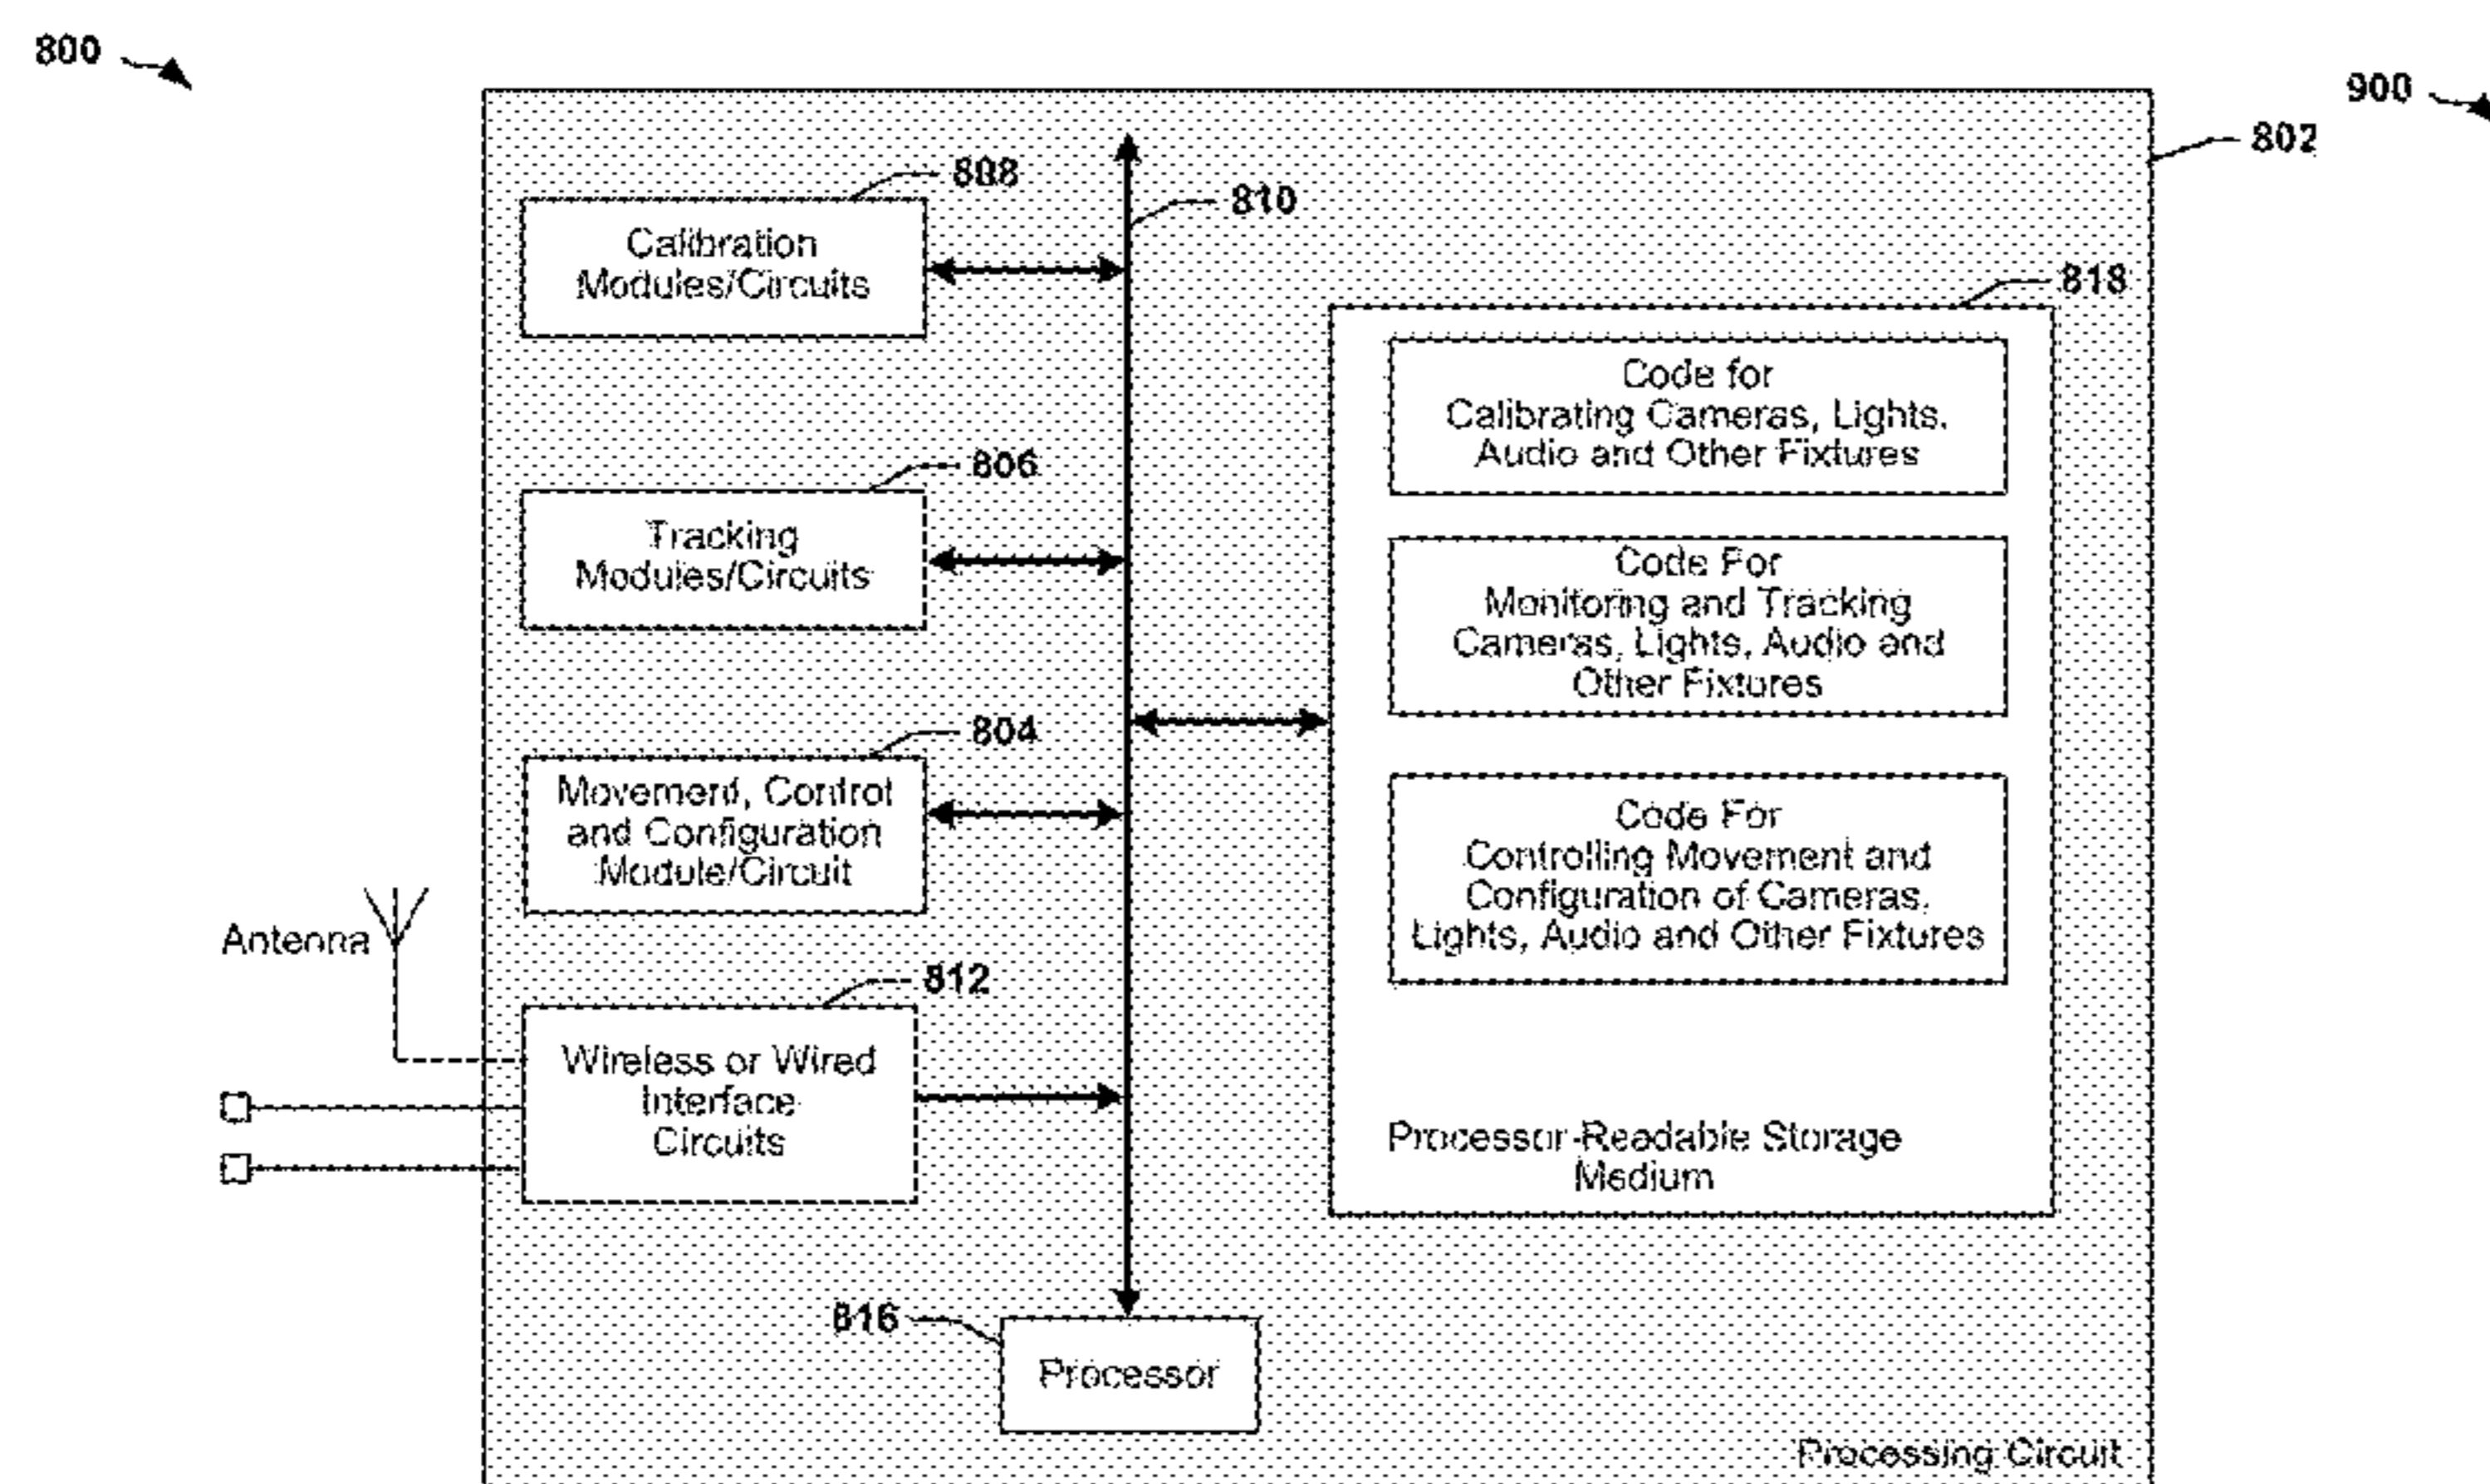 800
900
802
808
810
Calibration
Modules/Circuits
818
Code for
Calibrating Cameras, Lights,
Audio and Other Fixtures
806
Tracking
Modules/Circuits
Code For
Monitoring and Tracking
Cameras, Lights, Audio and
Other Fixtures
804
Movement, Control
and Configuration
Module/Circuit
Code For
Controlling Movement and
Configuration of Cameras,
Lights, Audio and Other Fixtures
Antenna
812
Wireless or Wired
Interface
Circuits
Processor-Readable Storage
Medium
816
Processor
Processing Circuit